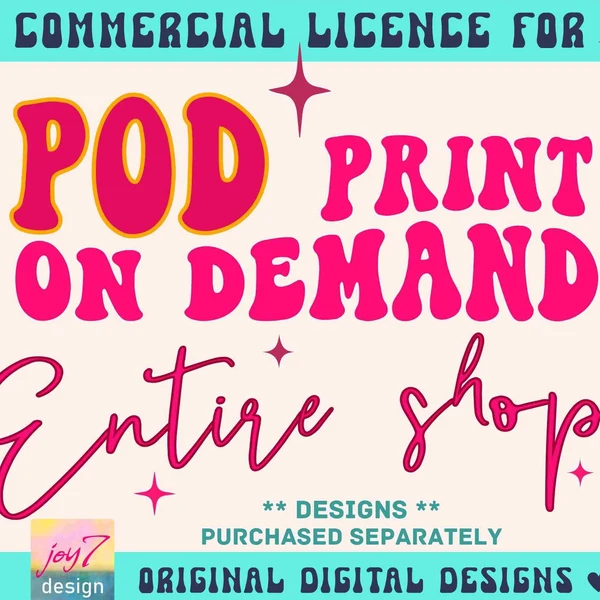 COMMERCIAL LICENCE FOR
POD PRINT
ON DEMAND
Entire shop
** DESIGNS **
PURCHASED SEPARATELY
joy7
design
ORIGINAL DIGITAL DESIGNS